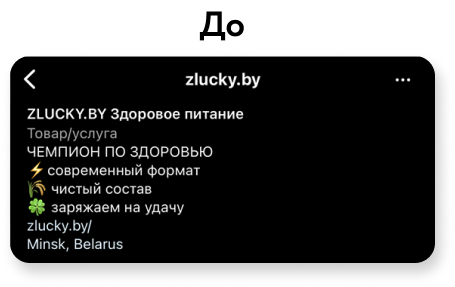 До
zlucky.by
ZLUCKY.BY Здоровое питание
Товар/услуга
ЧЕМПИОН ПО ЗДОРОВЬЮ
⚡современный формат
🌾 чистый состав
🍀 заряжаем на удачу
zlucky.by/
Minsk, Belarus